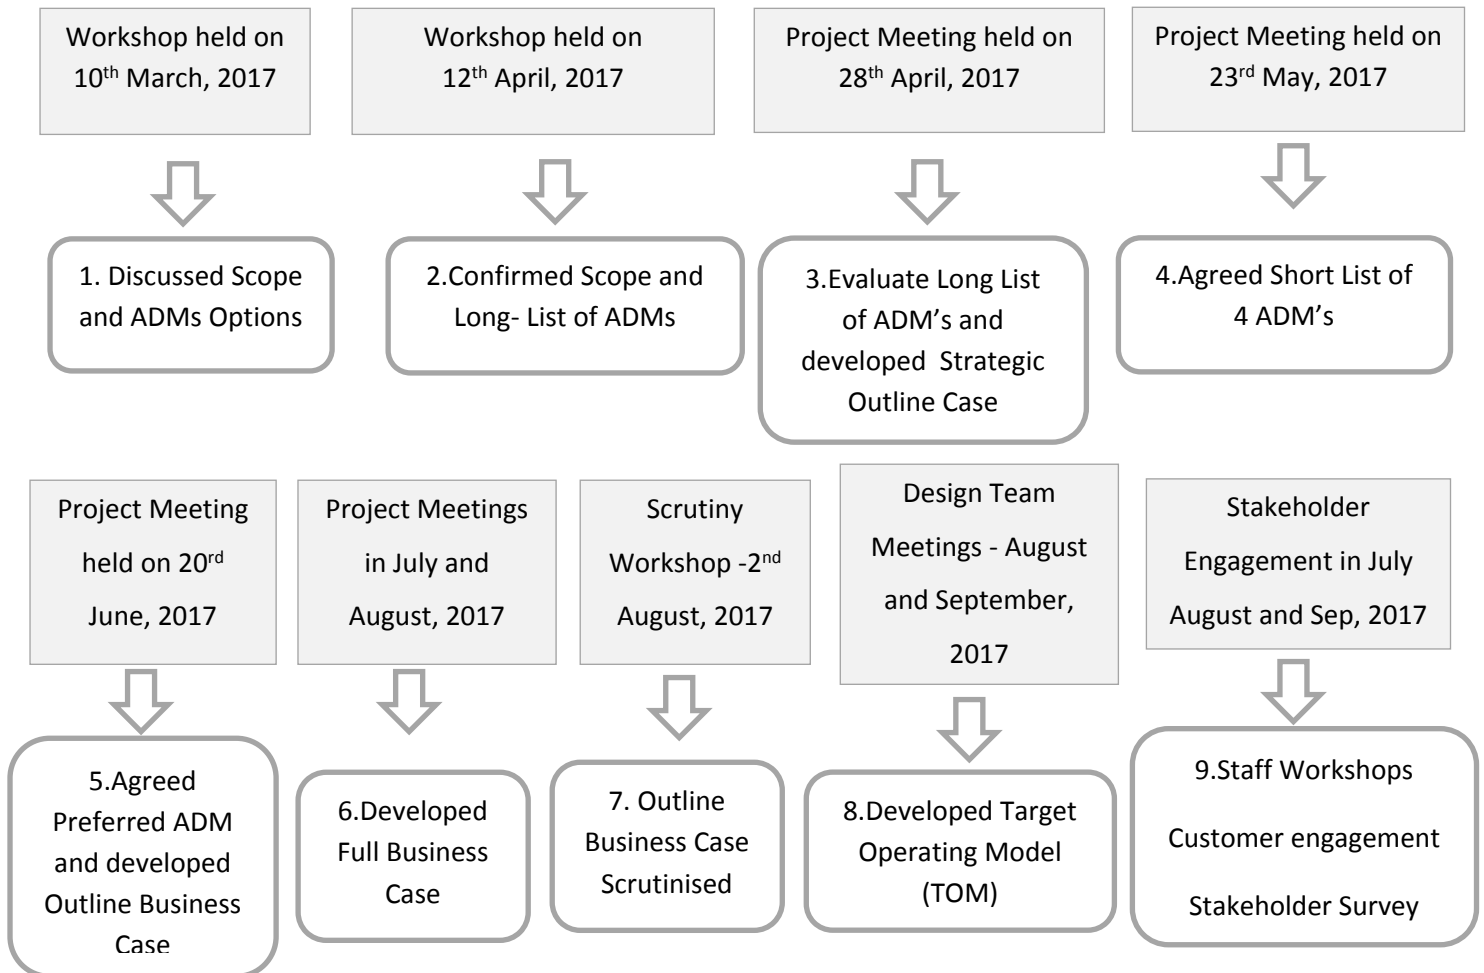 Workshop held on
10th March, 2017
Workshop held on
12th April, 2017
Project Meeting held on
28th April, 2017
Project Meeting held on
23rd May, 2017
1. Discussed Scope
and ADMs Options
2.Confirmed Scope and
Long- List of ADMs
3.Evaluate Long List
of ADM’s and
developed Strategic
Outline Case
4.Agreed Short List of
4 ADM’s
Project Meeting
held on 20rd
June, 2017
Project Meetings
in July and
August, 2017
Scrutiny
Workshop -2nd
August, 2017
Design Team
Meetings - August
and September,
2017
Stakeholder
Engagement in July
August and Sep, 2017
5.Agreed
Preferred ADM
and developed
Outline Business
Case
6.Developed
Full Business
Case
7. Outline
Business Case
Scrutinised
8.Developed Target
Operating Model
(TOM)
9.Staff Workshops
Customer engagement
Stakeholder Survey